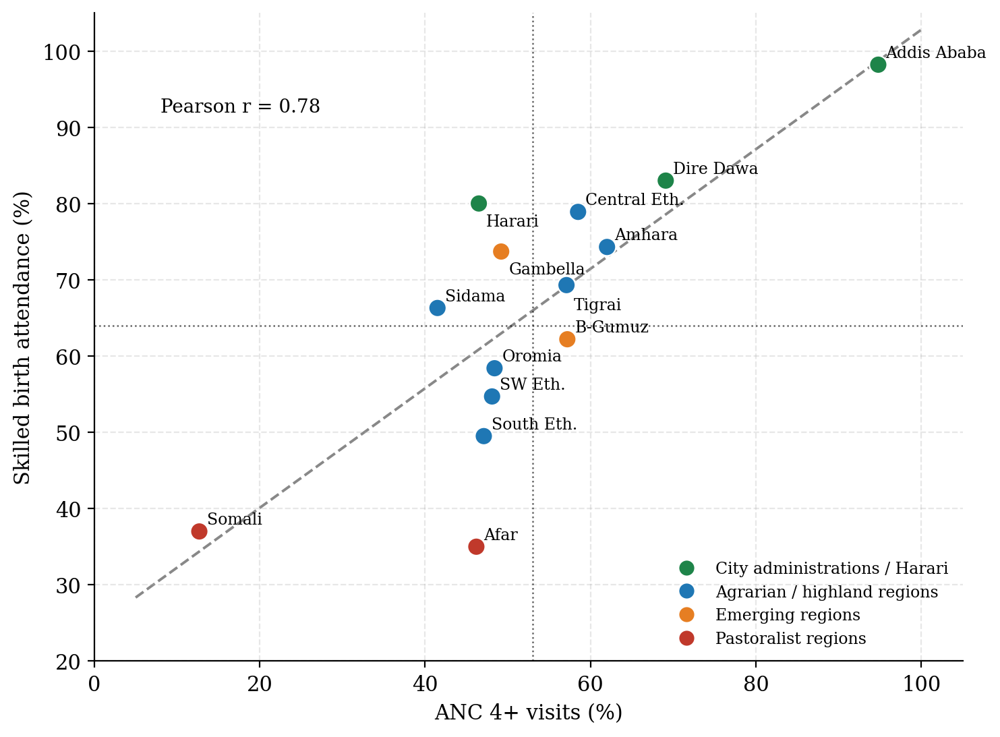 Addis Ababa
Pearson r = 0.78
Dire Dawa
Central Eth.
Harari
Amhara
Gambella
Sidama
Tigrai
B-Gumuz
Oromia
SW Eth.
South Eth.
Somali
Afar
City administrations / Harari
Agrarian / highland regions
Emerging regions
Pastoralist regions
100
90
80
70
60
50
40
30
20
Skilled birth attendance (%)
0 20 40 60 80 100
ANC 4+ visits (%)